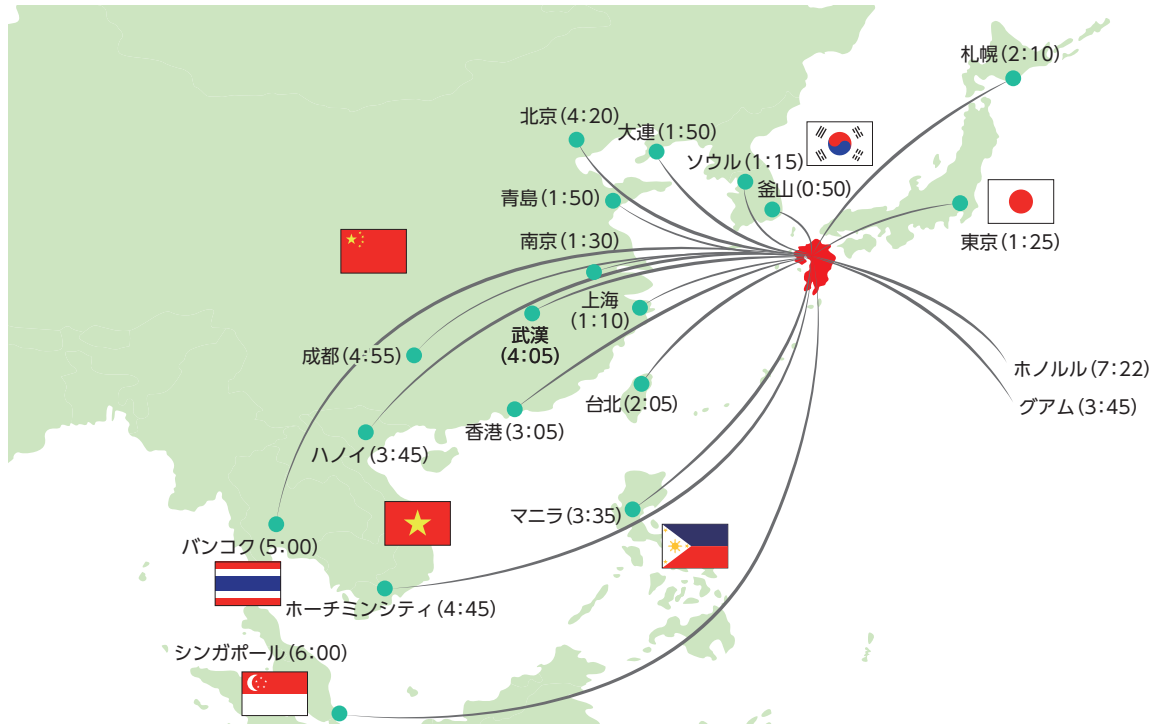 札幌(2:10)
北京(4:20)
大連(1:50)
ソウル(1:15)
釜山(0:50)
青島(1:50)
東京(1:25)
南京(1:30)
上海
(1:10)
武漢
(4:05)
成都(4:55)
ホノルル(7:22)
グアム(3:45)
台北(2:05)
香港(3:05)
ハノイ(3:45)
マニラ(3:35)
バンコク(5:00)
ホーチミンシティ(4:45)
シンガポール(6:00)